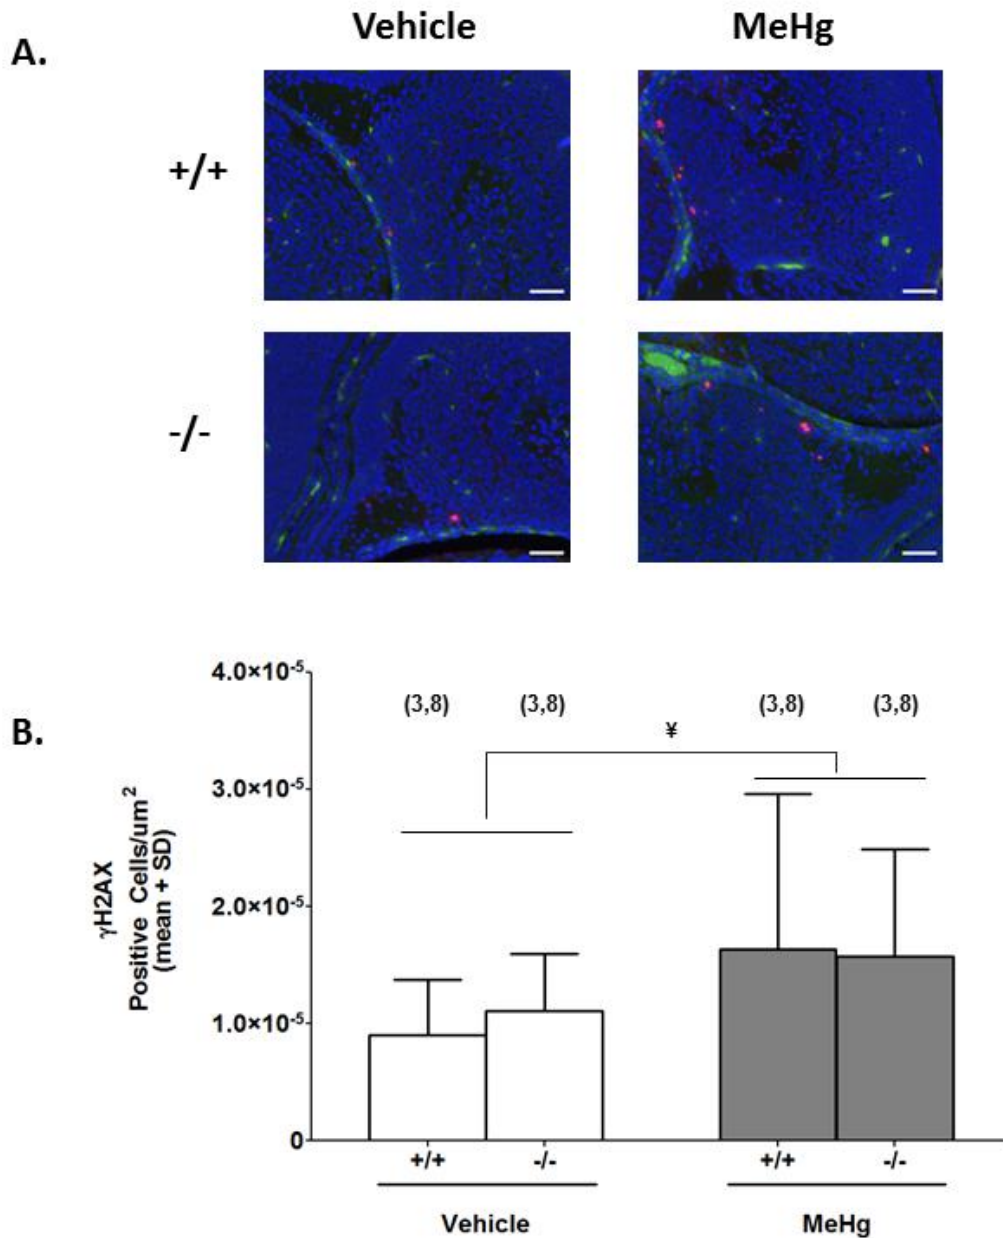 Vehicle MeHg
A.
+/+
-/-
B.
4.0×10⁻⁵
(3,8) (3,8) (3,8) (3,8)
¥
3.0×10⁻⁵
2.0×10⁻⁵
1.0×10⁻⁵
0
γH2AX
Positive Cells/um²
(mean + SD)
+/+ -/- +/+ -/-
Vehicle MeHg